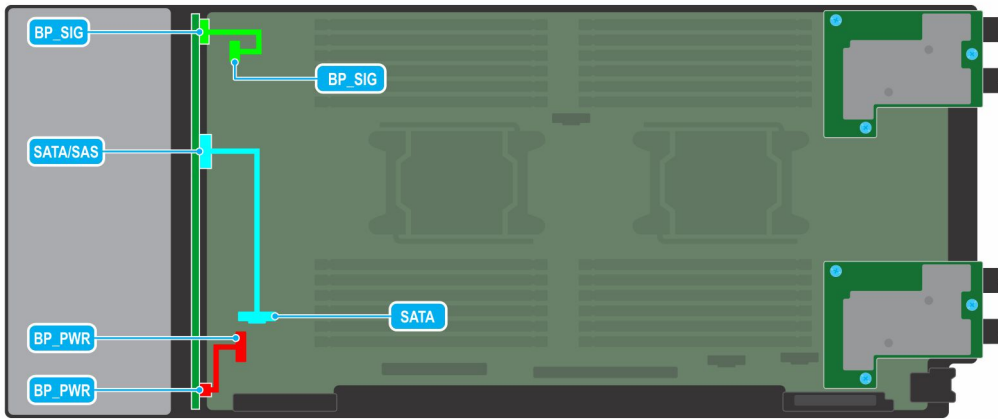 BP_SIG
BP_SIG
SATA/SAS
SATA
BP_PWR
BP_PWR